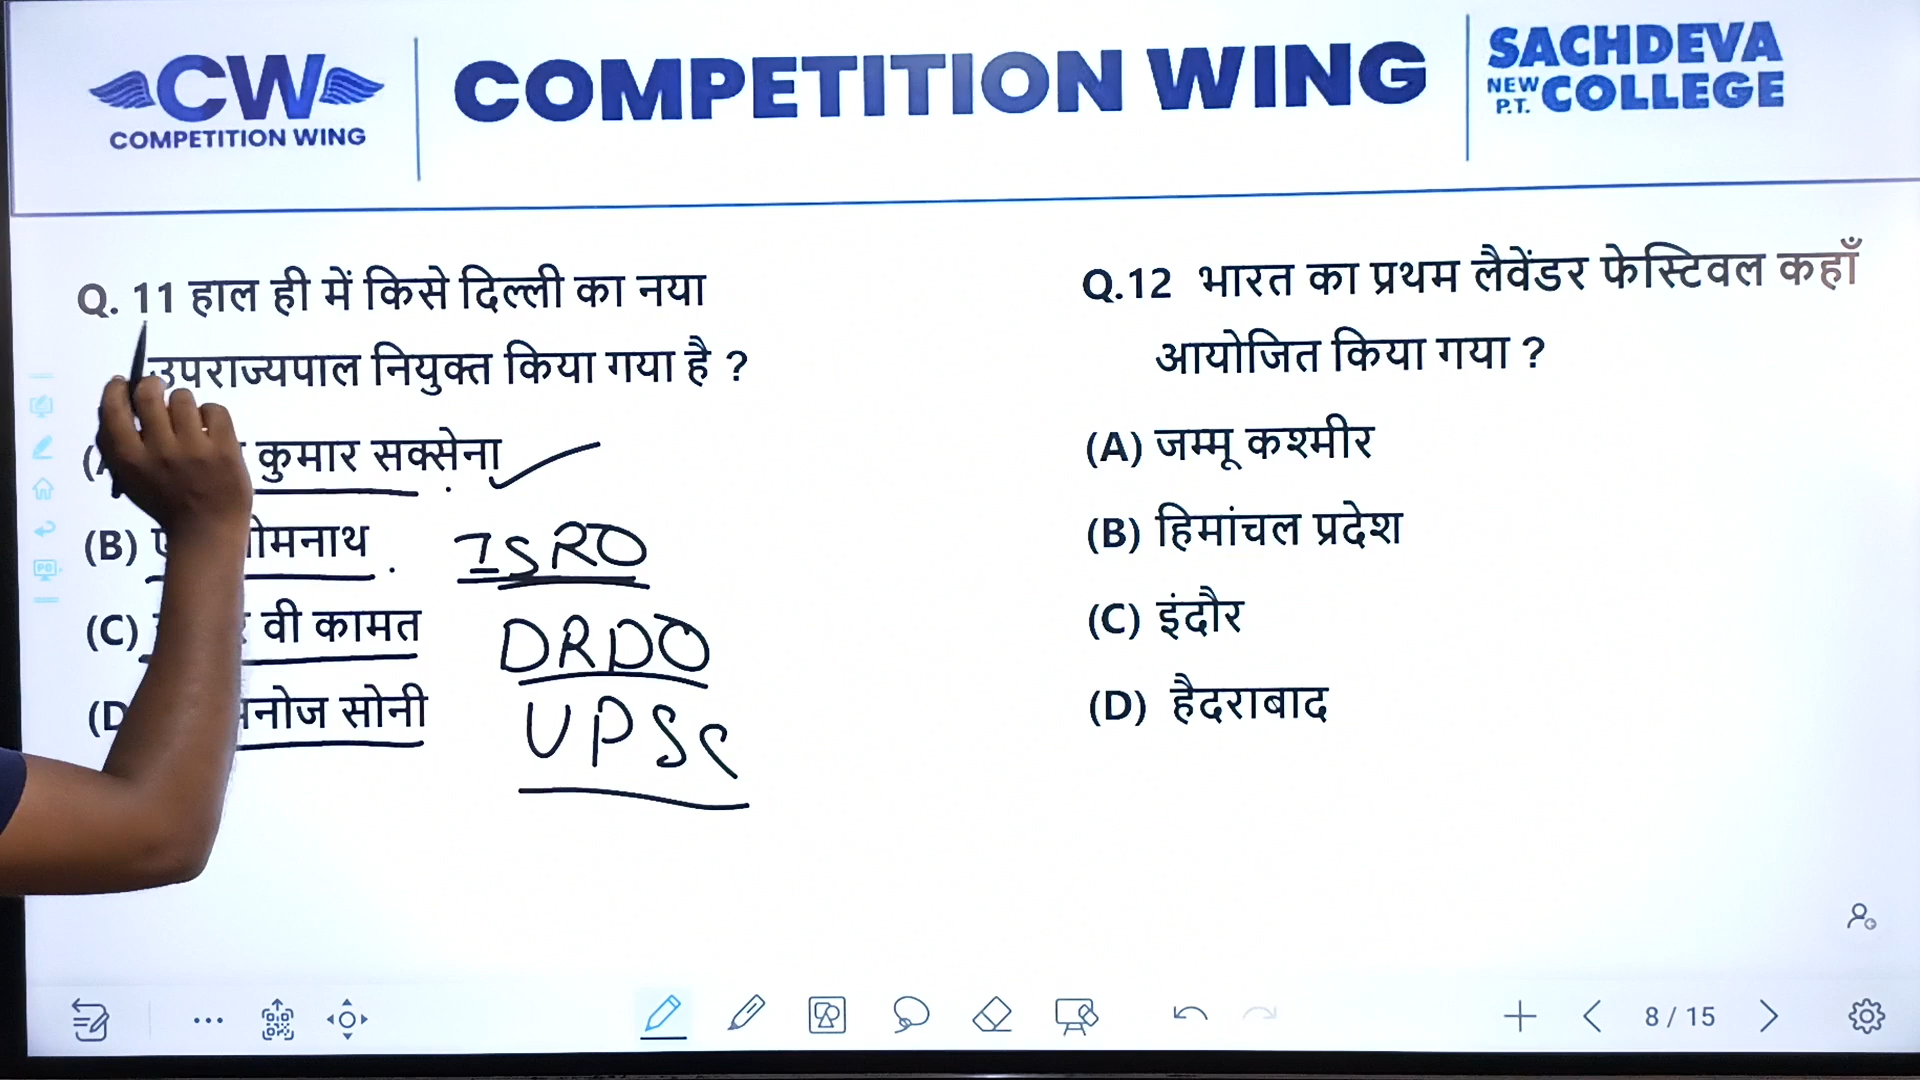 CW
COMPETITION WING
COMPETITION WING
SACHDEVA
NEW P.T. COLLEGE
Q. 11 हाल ही में किसे दिल्ली का नया
उपराज्यपाल नियुक्त किया गया है ?
कुमार सक्सेना
(B) सोमनाथ ISRO
(C) वी कामत DRDO
मनोज सोनी UPSC
Q.12 भारत का प्रथम लैवेंडर फेस्टिवल कहाँ
आयोजित किया गया ?
(A) जम्मू कश्मीर
(B) हिमांचल प्रदेश
(C) इंदौर
(D) हैदराबाद
8 / 15